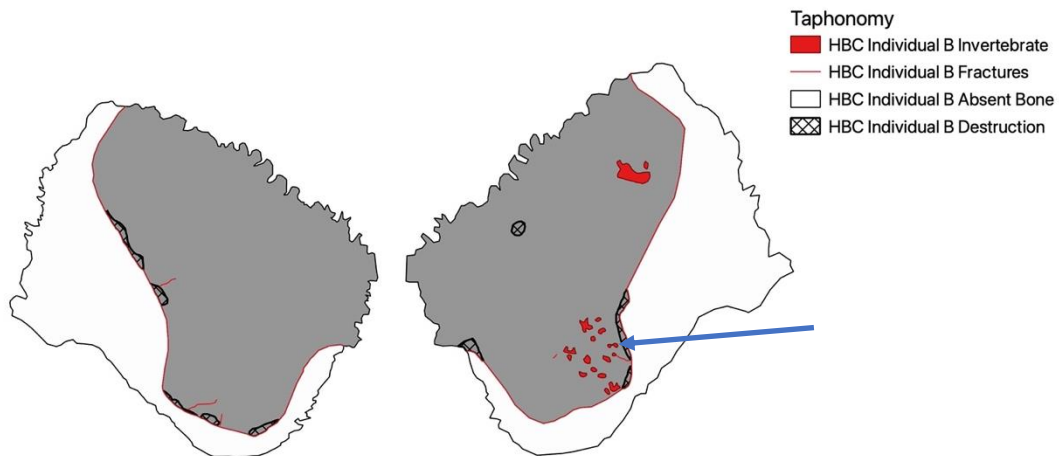 Taphonomy
HBC Individual B Invertebrate
HBC Individual B Fractures
HBC Individual B Absent Bone
HBC Individual B Destruction